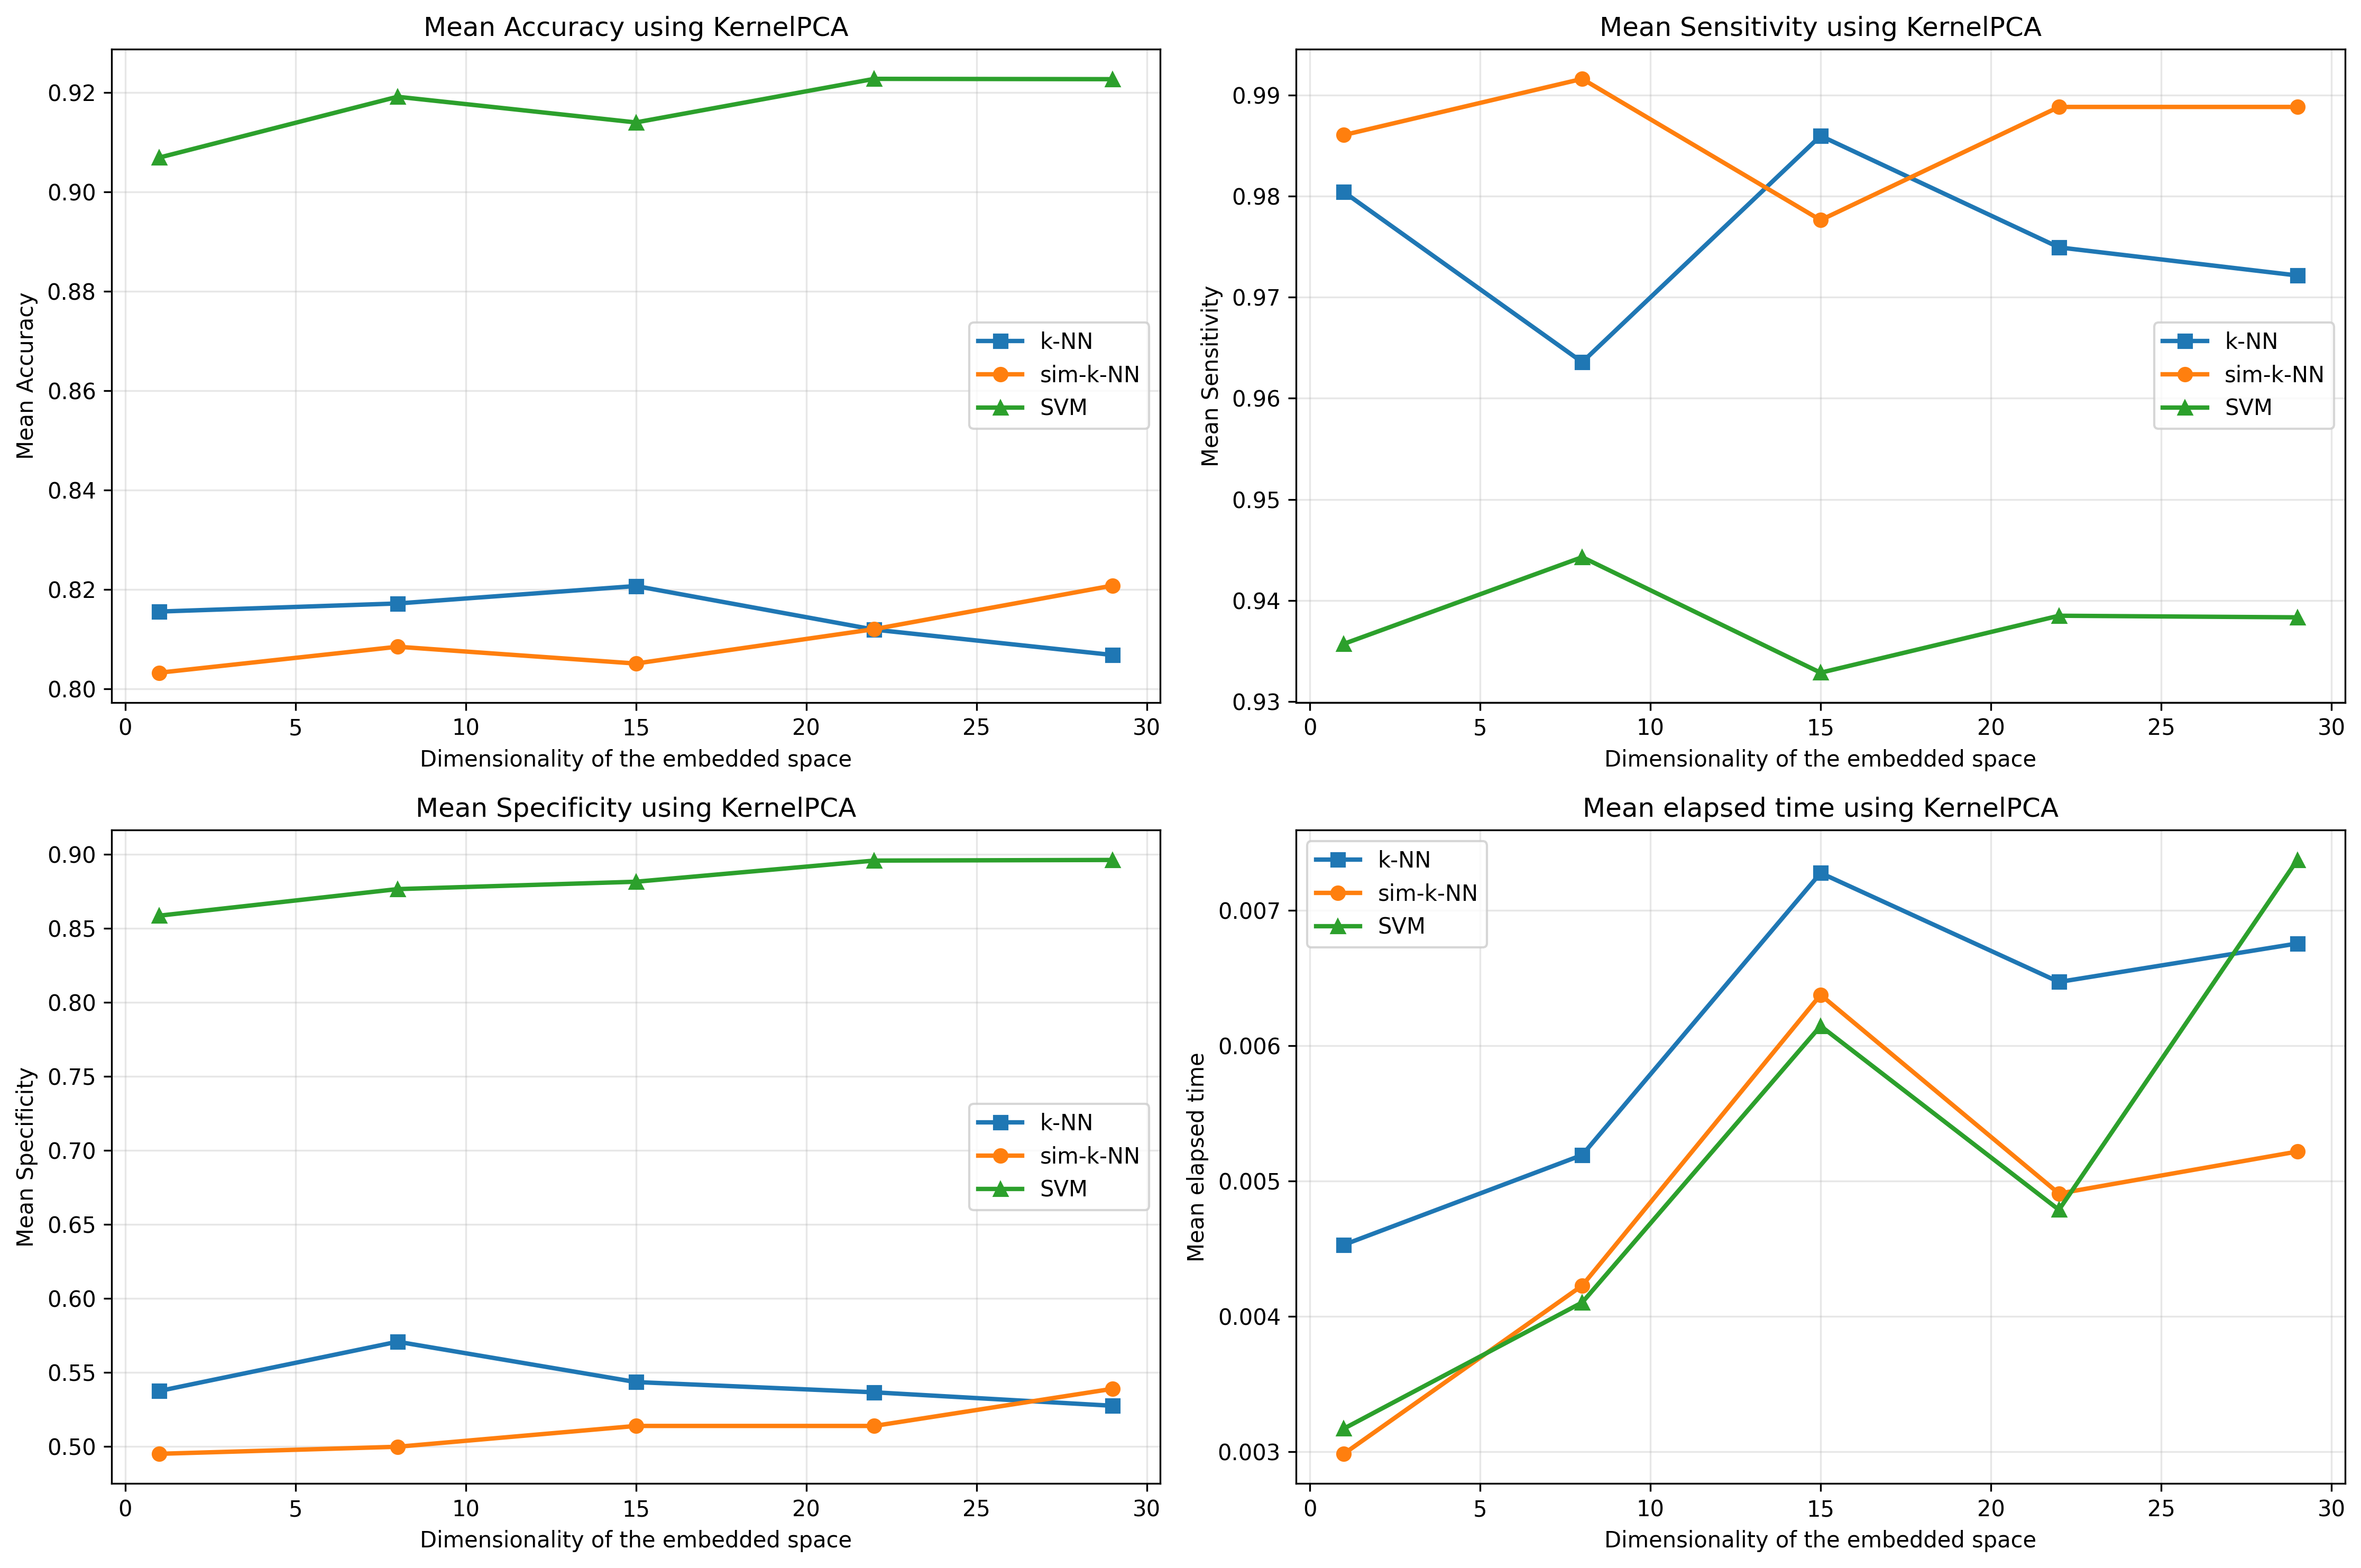 Mean Accuracy using KernelPCA
Mean Accuracy
0.92
0.90
0.88
0.86
0.84
0.82
0.80
k-NN
sim-k-NN
SVM
0 5 10 15 20 25 30
Dimensionality of the embedded space
Mean Sensitivity using KernelPCA
Mean Sensitivity
0.99
0.98
0.97
0.96
0.95
0.94
0.93
k-NN
sim-k-NN
SVM
0 5 10 15 20 25 30
Dimensionality of the embedded space
Mean Specificity using KernelPCA
Mean Specificity
0.90
0.85
0.80
0.75
0.70
0.65
0.60
0.55
0.50
k-NN
sim-k-NN
SVM
0 5 10 15 20 25 30
Dimensionality of the embedded space
Mean elapsed time using KernelPCA
Mean elapsed time
k-NN
sim-k-NN
SVM
0.007
0.006
0.005
0.004
0.003
0 5 10 15 20 25 30
Dimensionality of the embedded space